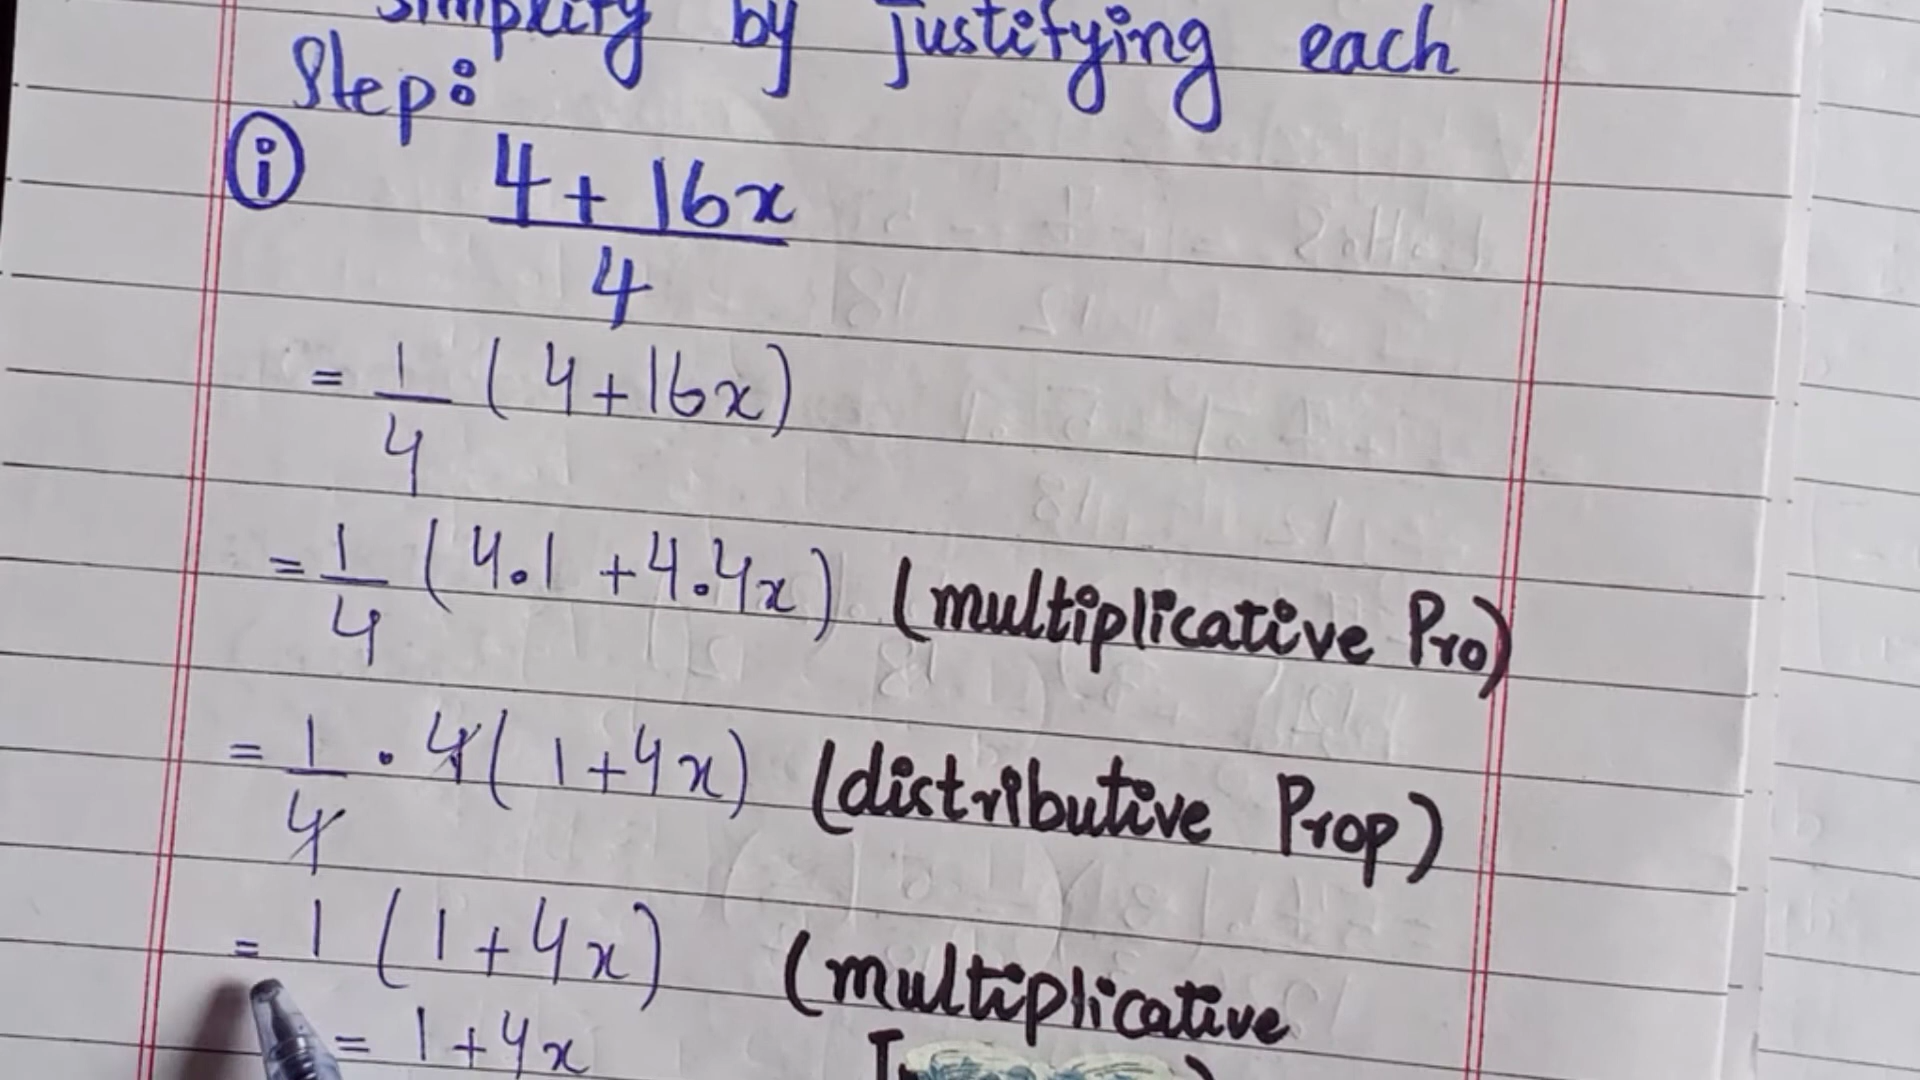 Simplify by justifying each
Step:
(i) 4 + 16x
4
= 1/4 (4+16x)
= 1/4 (4.1 + 4.4x) (multiplicative Pro)
= 1/4 . 4(1+4x) (distributive Prop)
= 1 (1+4x) (multiplicative
= 1+4x